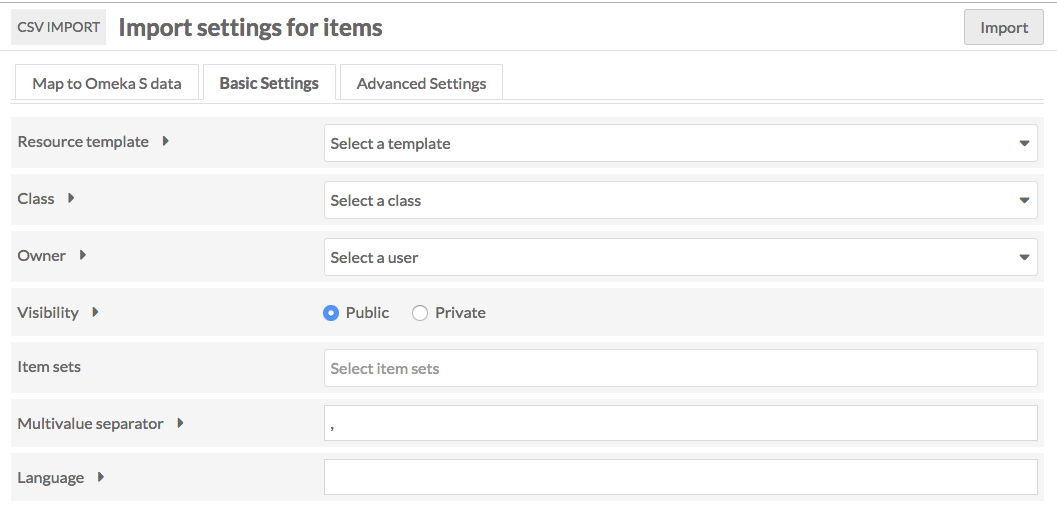 CSV IMPORT Import settings for items Import
Map to Omeka S data Basic Settings Advanced Settings
Resource template Select a template
Class Select a class
Owner Select a user
Visibility Public Private
Item sets Select item sets
Multivalue separator ,
Language